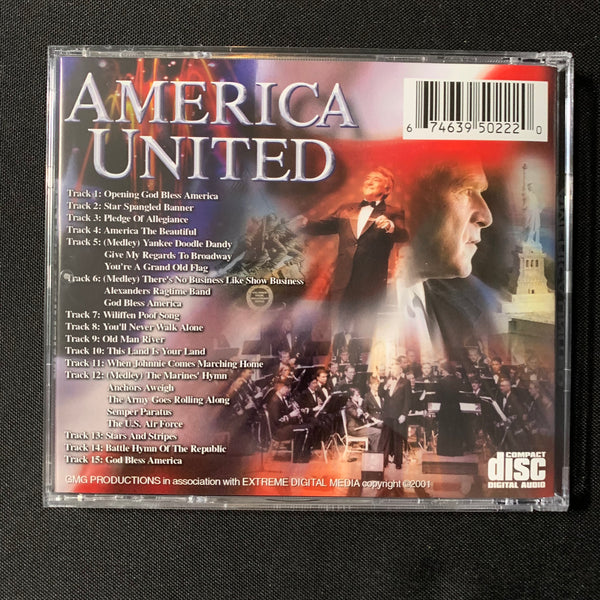 AMERICA
UNITED
6 74639 50222 0
Track 1: Opening God Bless America
Track 2: Star Spangled Banner
Track 3: Pledge Of Allegiance
Track 4: America The Beautiful
Track 5: (Medley) Yankee Doodle Dandy
Give My Regards To Broadway
You're A Grand Old Flag
Track 6: (Medley) There's No Business Like Show Business
Alexanders Ragtime Band
God Bless America
Track 7: Wiliffen Poof Song
Track 8: You'll Never Walk Alone
Track 9: Old Man River
Track 10: This Land Is Your Land
Track 11: When Johnnie Comes Marching Home
Track 12: (Medley) The Marines' Hymn
Anchors Aweigh
The Army Goes Rolling Along
Semper Paratus
The U.S. Air Force
Track 13: Stars And Stripes
Track 14: Battle Hymn Of The Republic
Track 15: God Bless America
GMG PRODUCTIONS in association with EXTREME DIGITAL MEDIA copyright ©2001
COMPACT
disc
DIGITAL AUDIO